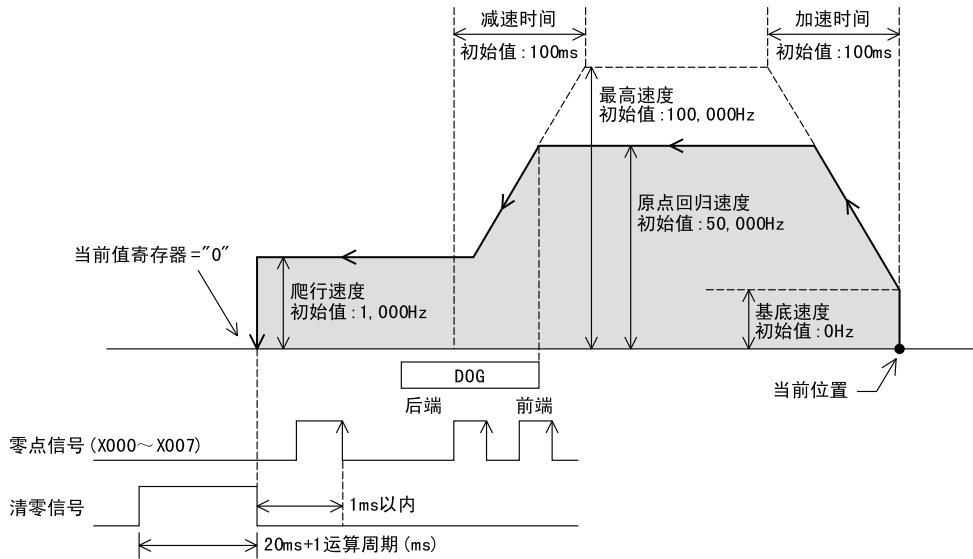 减速时间
初始值:100ms
加速时间
初始值:100ms
最高速度
初始值:100,000Hz
原点回归速度
初始值:50,000Hz
当前值寄存器="0"
爬行速度
初始值:1,000Hz
基底速度
初始值:0Hz
DOG
当前位置
后端
前端
零点信号(X000～X007)
清零信号
1ms以内
20ms+1运算周期(ms)